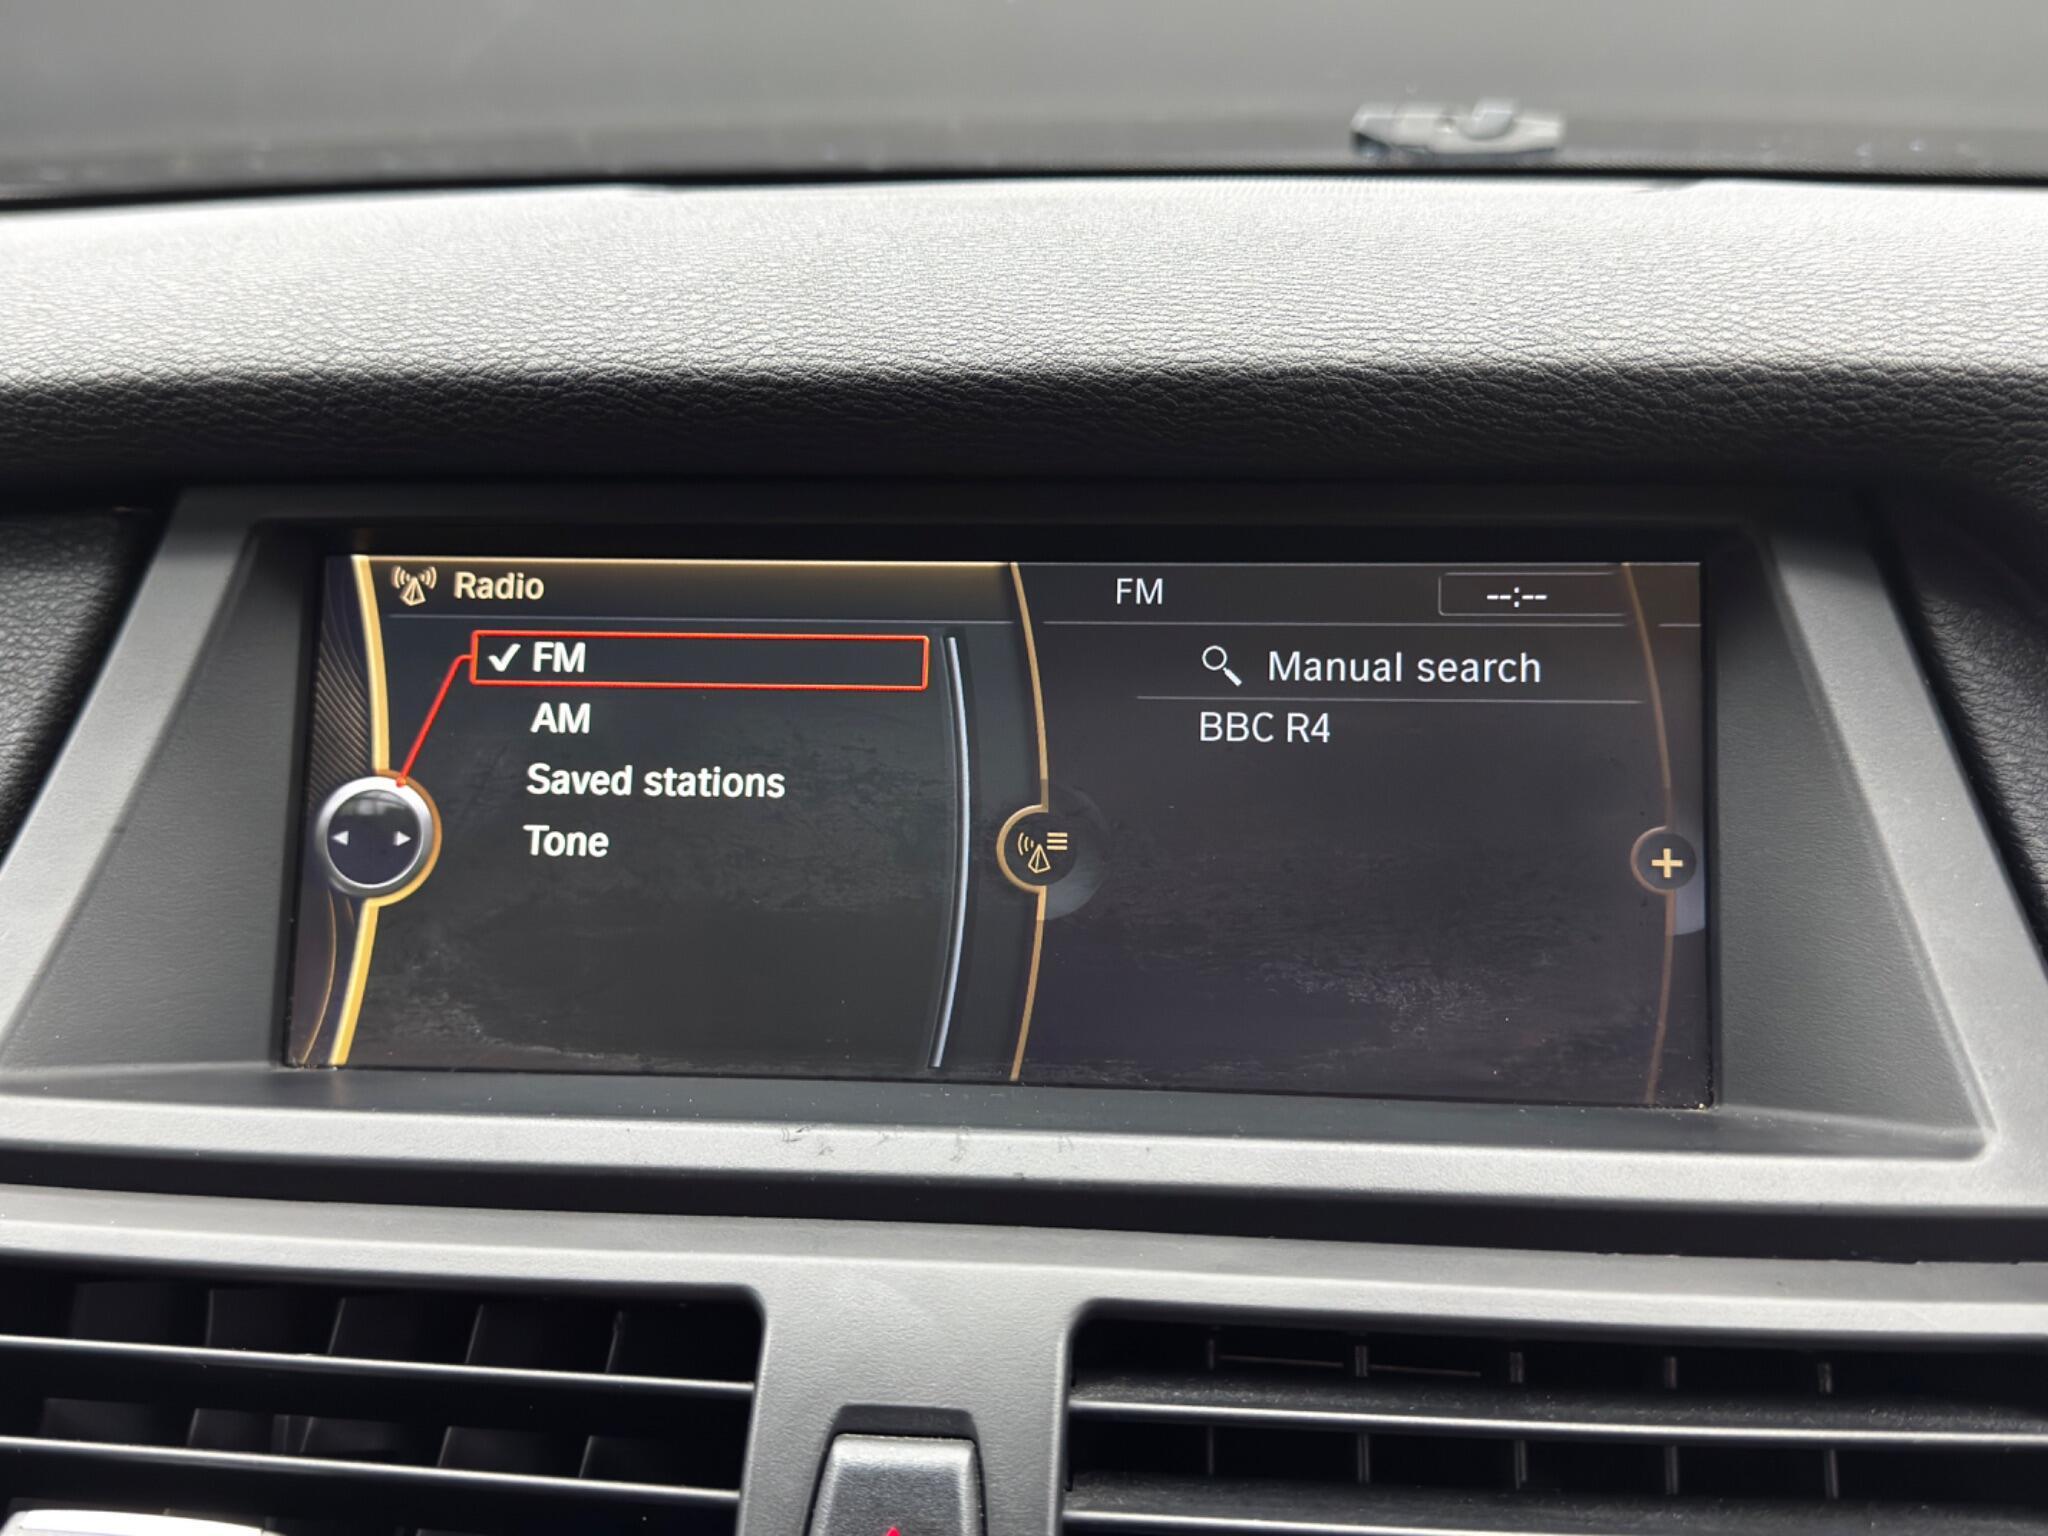 Radio
FM
AM
Saved stations
Tone
FM
--:--
Manual search
BBC R4